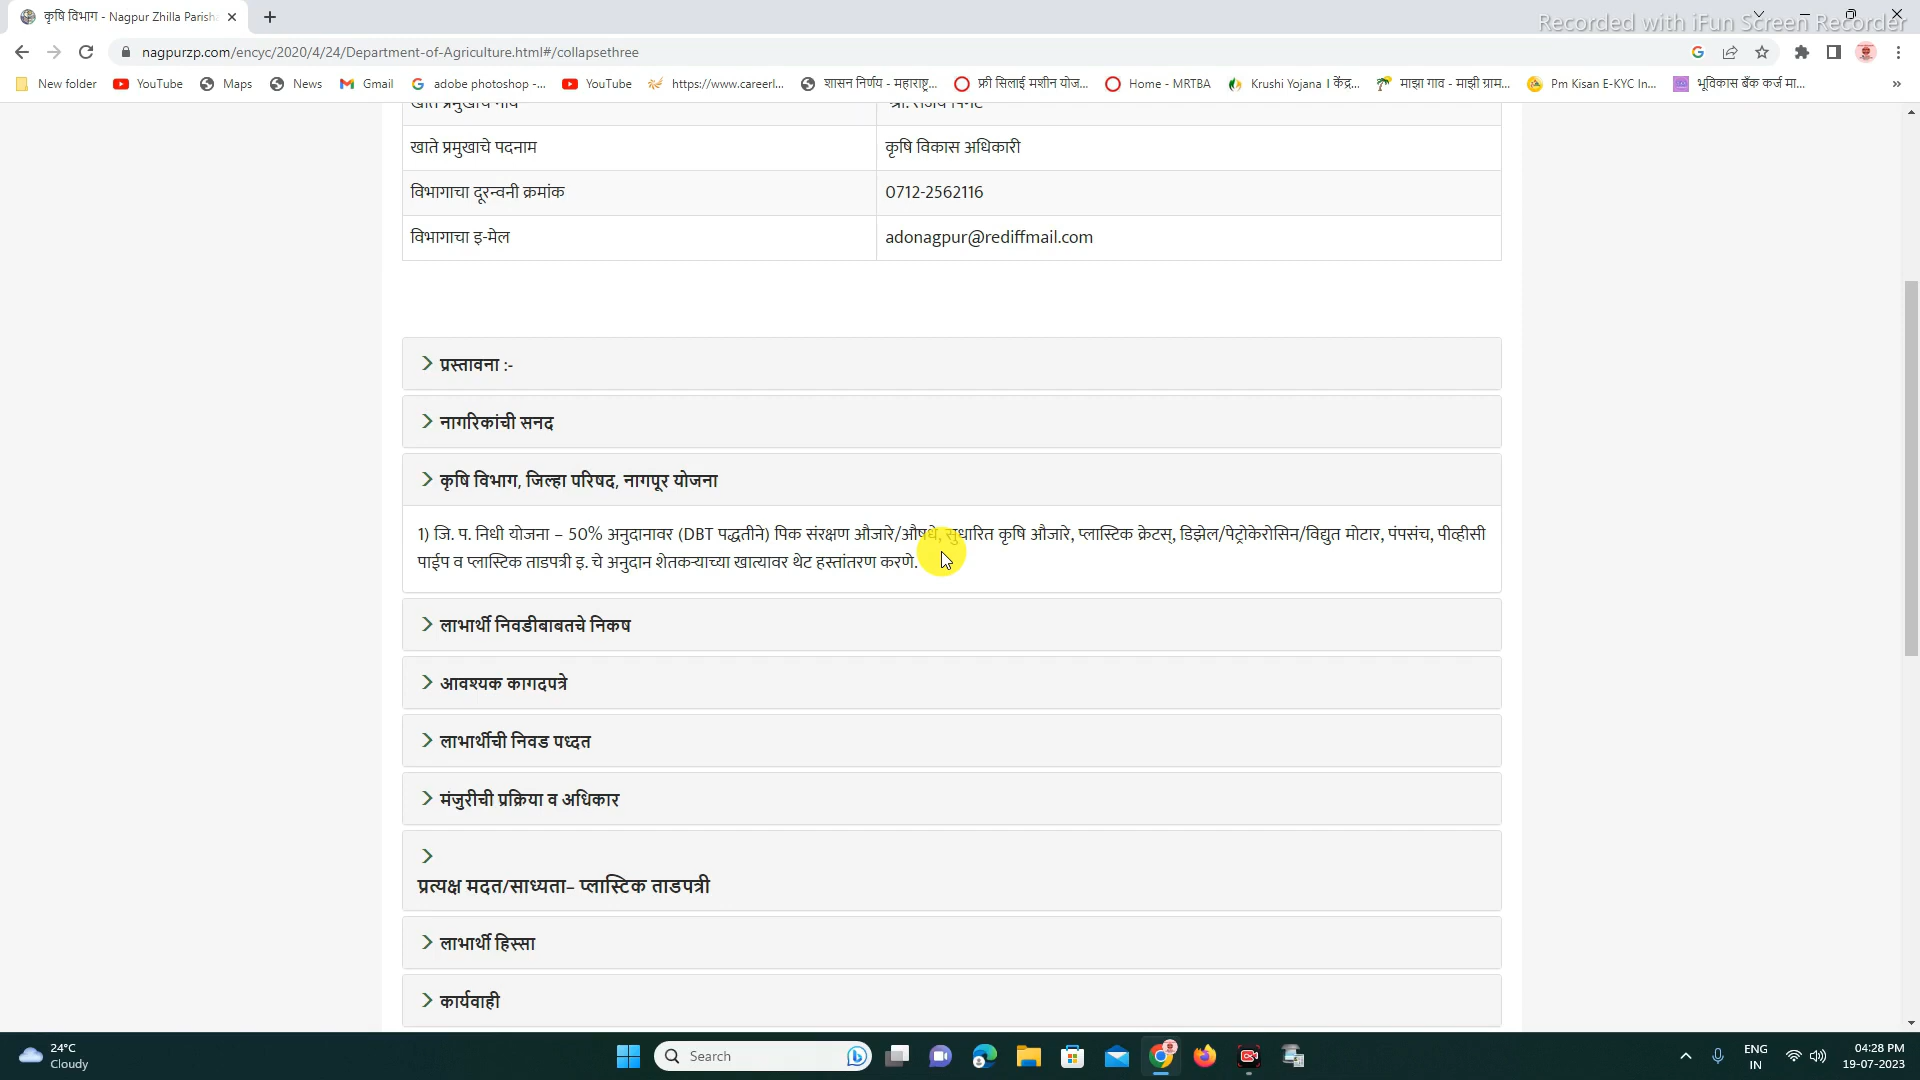 Recorded with iFun Screen Recorder
कृषि विभाग - Nagpur Zhilla Parisha
nagpurzp.com/encyc/2020/4/24/Department-of-Agriculture.html#/collapsethree
New folder YouTube Maps News Gmail adobe photoshop -... YouTube https://www.careerl... शासन निर्णय - महाराष्ट्र... फ्री सिलाई मशीन योज... Home - MRTBA Krushi Yojana । केंद्र... माझा गाव - माझी ग्राम... Pm Kisan E-KYC In... भूविकास बँक कर्ज मा... »
खाते प्रमुखाचे नाव
खाते प्रमुखाचे पदनाम कृषि विकास अधिकारी
विभागाचा दूरन्वनी क्रमांक 0712-2562116
विभागाचा इ-मेल adonagpur@rediffmail.com
प्रस्तावना :-
नागरिकांची सनद
कृषि विभाग, जिल्हा परिषद, नागपूर योजना
1) जि. प. निधी योजना – 50% अनुदानावर (DBT पद्धतीने) पिक संरक्षण औजारे/औषधे, सुधारित कृषि औजारे, प्लास्टिक क्रेटस्, डिझेल/पेट्रोकेरोसिन/विद्युत मोटार, पंपसंच, पीव्हीसी
पाईप व प्लास्टिक ताडपत्री इ. चे अनुदान शेतकऱ्याच्या खात्यावर थेट हस्तांतरण करणे.
लाभार्थी निवडीबाबतचे निकष
आवश्यक कागदपत्रे
लाभार्थीची निवड पध्दत
मंजुरीची प्रक्रिया व अधिकार
प्रत्यक्ष मदत/साध्यता– प्लास्टिक ताडपत्री
लाभार्थी हिस्सा
कार्यवाही
24°C
Cloudy
Search
ENG
IN
04:28 PM
19-07-2023